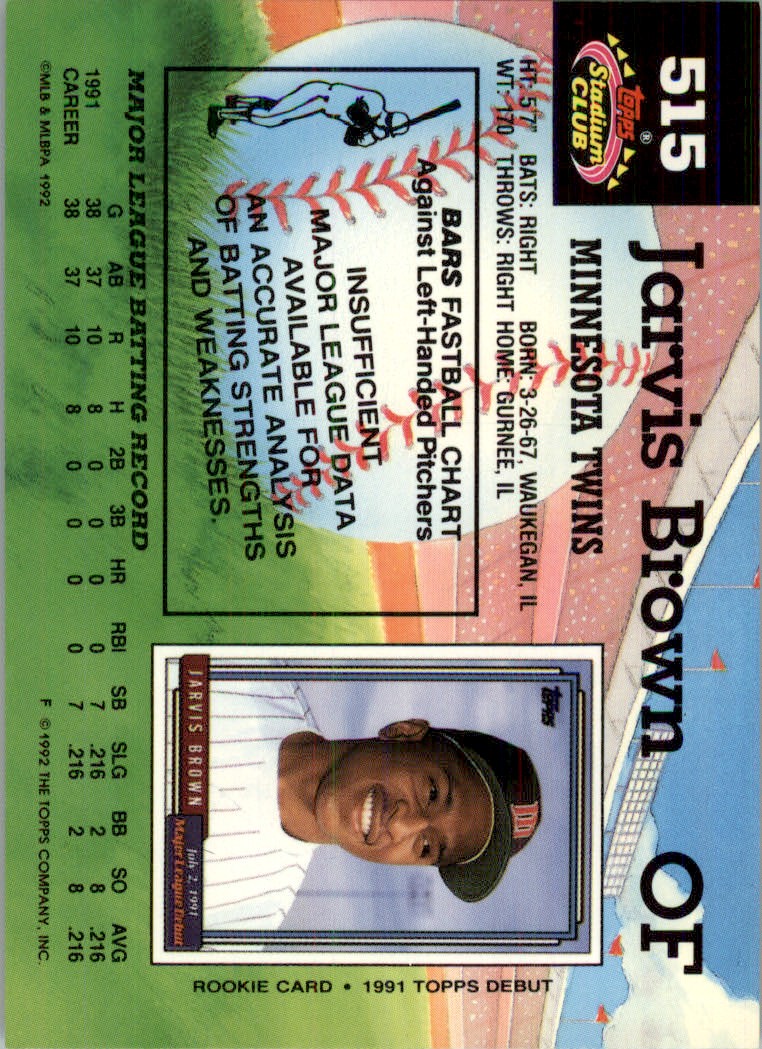 515
Jarvis Brown OF
topps®
Stadium
CLUB
MINNESOTA TWINS
HT: 5'7" BATS: RIGHT BORN: 3-26-67, WAUKEGAN, IL
WT: 170 THROWS: RIGHT HOME: GURNEE, IL
BARS FASTBALL CHART
Against Left-Handed Pitchers
INSUFFICIENT
MAJOR LEAGUE DATA
AVAILABLE FOR
AN ACCURATE ANALYSIS
OF BATTING STRENGTHS
AND WEAKNESSES.
TOPPS
JARVIS BROWN
July 2, 1991
Major League Debut
ROOKIE CARD • 1991 TOPPS DEBUT
MAJOR LEAGUE BATTING RECORD
G AB R H 2B 3B HR RBI SB SLG BB SO AVG
1991 38 37 10 8 0 0 0 0 7 .216 2 8 .216
CAREER 38 37 10 8 0 0 0 0 7 .216 2 8 .216
©MLB & MLBPA 1992 F ©1992 THE TOPPS COMPANY, INC.